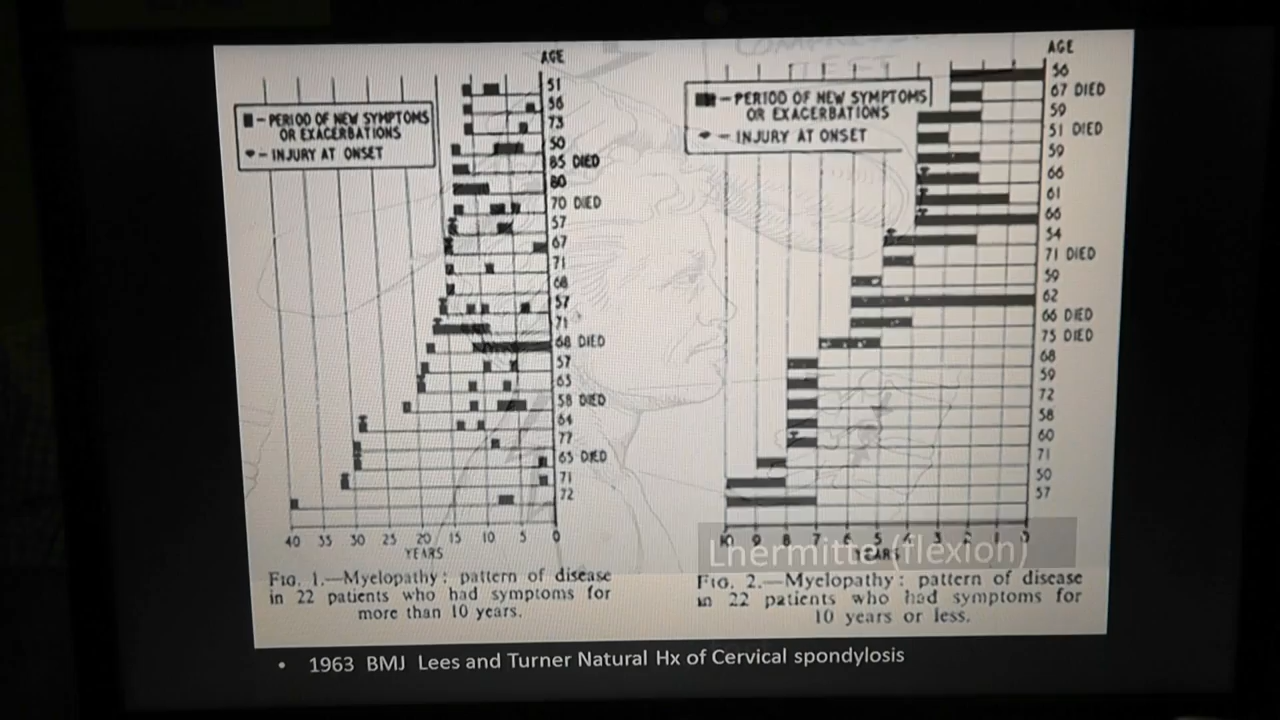 AGE
- PERIOD OF NEW SYMPTOMS
OR EXACERBATIONS
- INJURY AT ONSET
51
56
73
50
85 DIED
80
70 DIED
57
67
71
68
57
71
68 DIED
57
63
58 DIED
64
77
65 DIED
71
72
40 35 30 25 20 15 10 5 0
YEARS
FIG. 1.—Myelopathy: pattern of disease
in 22 patients who had symptoms for
more than 10 years.
AGE
- PERIOD OF NEW SYMPTOMS
OR EXACERBATIONS
- INJURY AT ONSET
56
67 DIED
59
51 DIED
59
66
61
66
54
71 DIED
59
62
66 DIED
75 DIED
68
59
72
58
60
71
50
57
10 9 8 7 6 5 4 3 2 1 0
YEARS
Lhermitte (flexion)
FIG. 2.—Myelopathy: pattern of disease
in 22 patients who had symptoms for
10 years or less.
• 1963 BMJ Lees and Turner Natural Hx of Cervical spondylosis